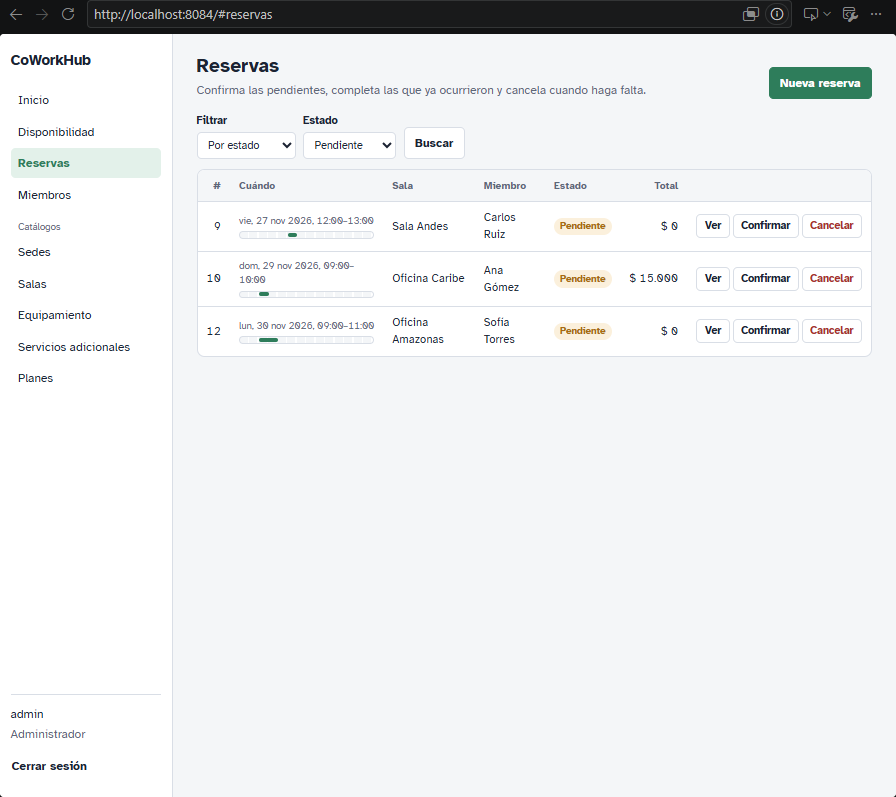 http://localhost:8084/#reservas
CoWorkHub
Inicio
Disponibilidad
Reservas
Miembros
Catálogos
Sedes
Salas
Equipamiento
Servicios adicionales
Planes
admin
Administrador
Cerrar sesión
Reservas
Confirma las pendientes, completa las que ya ocurrieron y cancela cuando haga falta.
Nueva reserva
Filtrar Estado
Por estado Pendiente Buscar
# Cuándo Sala Miembro Estado Total
9 vie, 27 nov 2026, 12:00–13:00 Sala Andes Carlos Ruiz Pendiente $ 0 Ver Confirmar Cancelar
10 dom, 29 nov 2026, 09:00–10:00 Oficina Caribe Ana Gómez Pendiente $ 15.000 Ver Confirmar Cancelar
12 lun, 30 nov 2026, 09:00–11:00 Oficina Amazonas Sofía Torres Pendiente $ 0 Ver Confirmar Cancelar